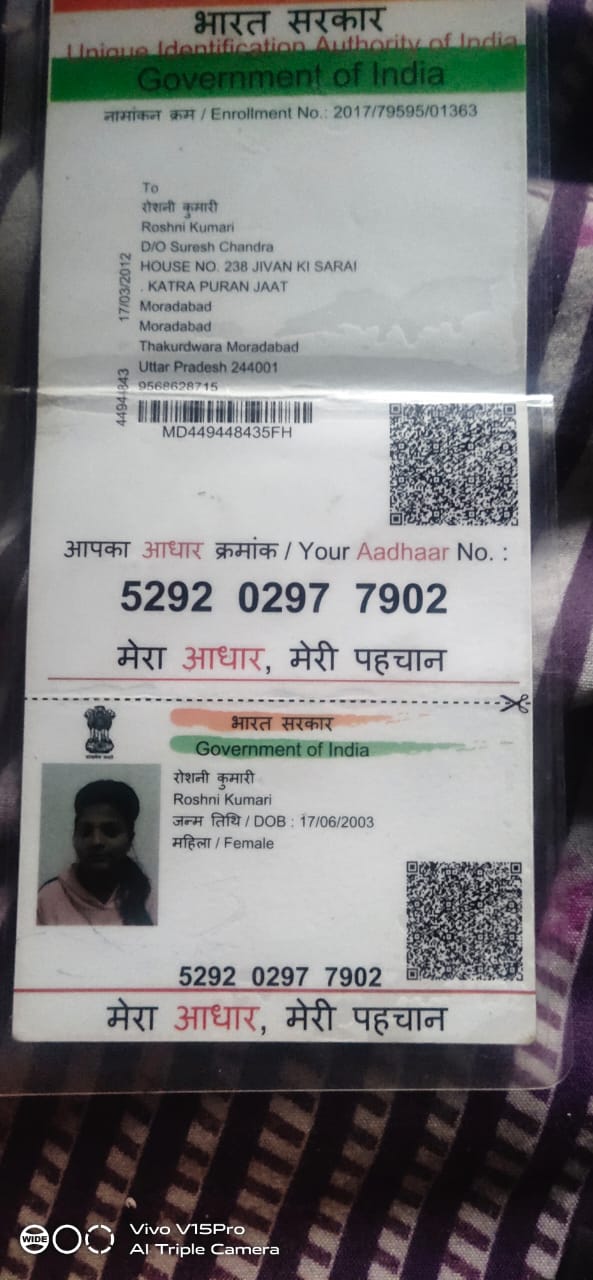 भारत सरकार
Unique Identification Authority of India
Government of India
नामांकन क्रम / Enrollment No.: 2017/79595/01363
To
रोशनी कुमारी
Roshni Kumari
D/O Suresh Chandra
HOUSE NO. 238 JIVAN KI SARAI
. KATRA PURAN JAAT
Moradabad
Moradabad
Thakurdwara Moradabad
Uttar Pradesh 244001
9568628715
17/03/2012
MD449448435FH
आपका आधार क्रमांक / Your Aadhaar No. :
5292 0297 7902
मेरा आधार, मेरी पहचान
भारत सरकार
Government of India
रोशनी कुमारी
Roshni Kumari
जन्म तिथि / DOB : 17/06/2003
महिला / Female
5292 0297 7902
मेरा आधार, मेरी पहचान
WIDE
Vivo V15Pro
AI Triple Camera